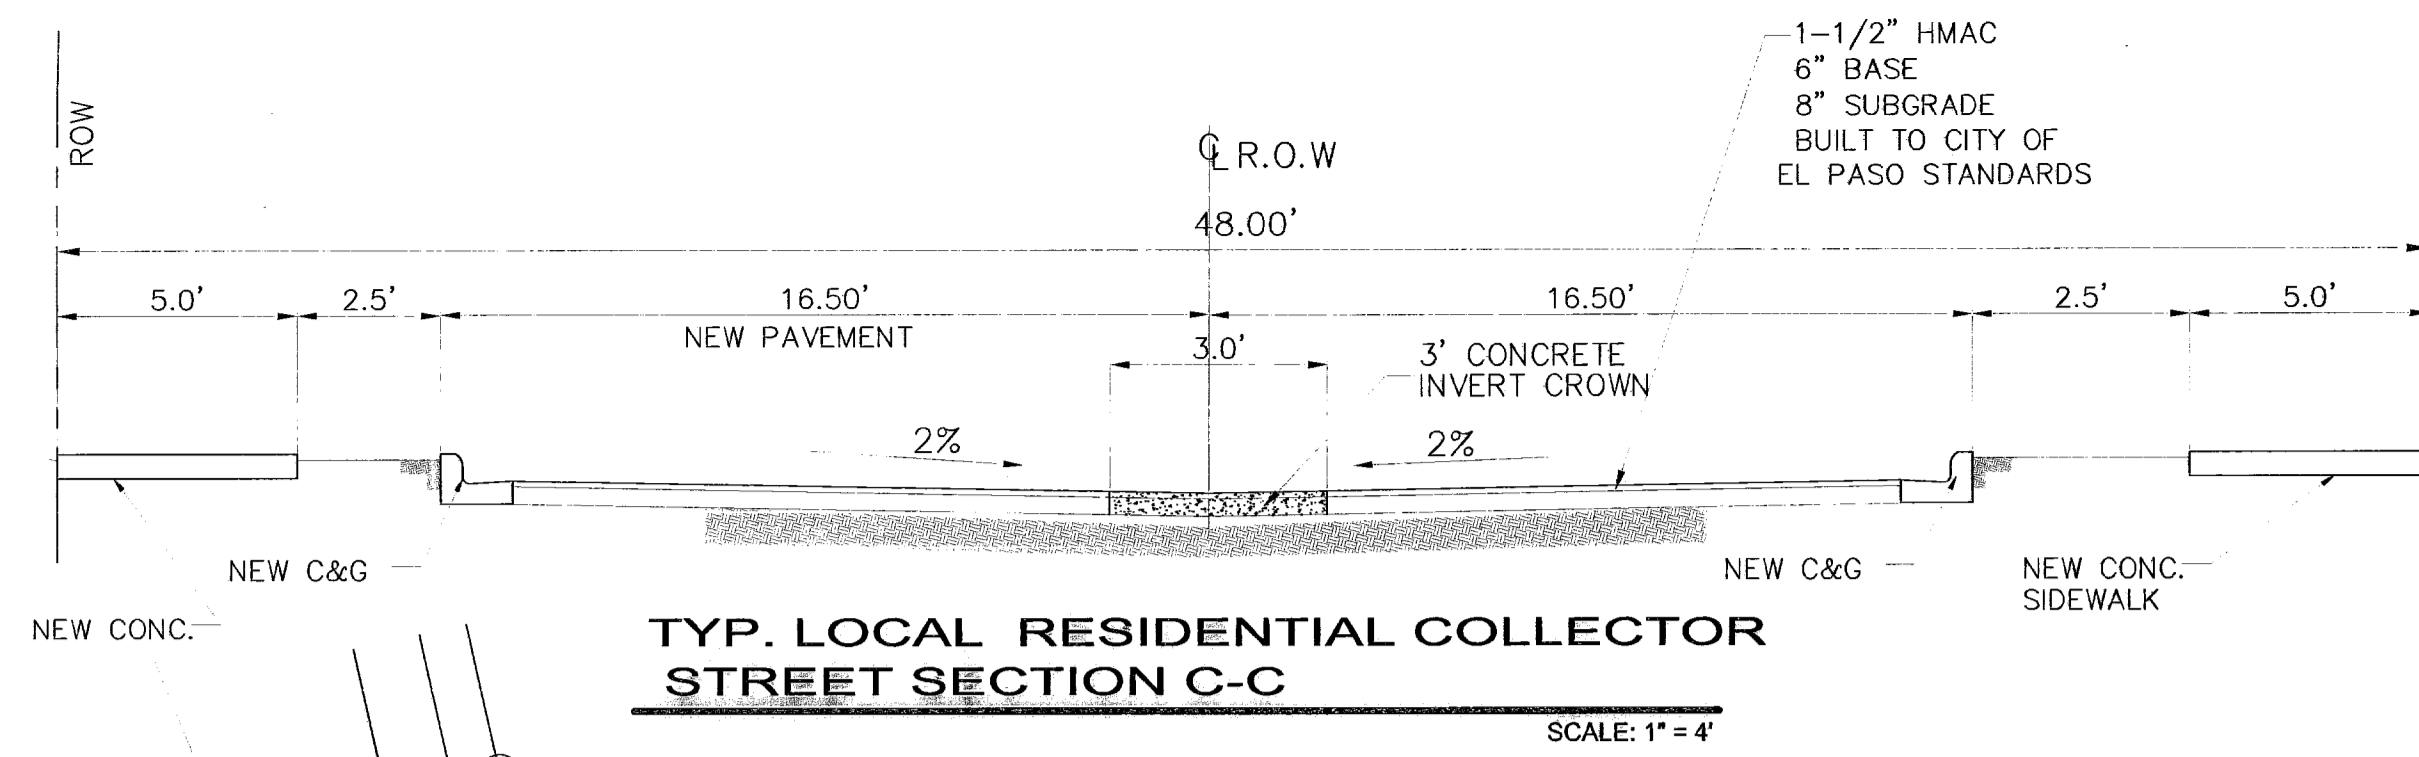 1-1/2" HMAC
6" BASE
8" SUBGRADE
BUILT TO CITY OF
EL PASO STANDARDS
ROW
℄ R.O.W
48.00'
5.0'
2.5'
16.50'
16.50'
2.5'
5.0'
NEW PAVEMENT
3.0'
3' CONCRETE
INVERT CROWN
2%
2%
NEW C&G
NEW C&G
NEW CONC.
SIDEWALK
NEW CONC.
TYP. LOCAL RESIDENTIAL COLLECTOR
STREET SECTION C-C
SCALE: 1" = 4'